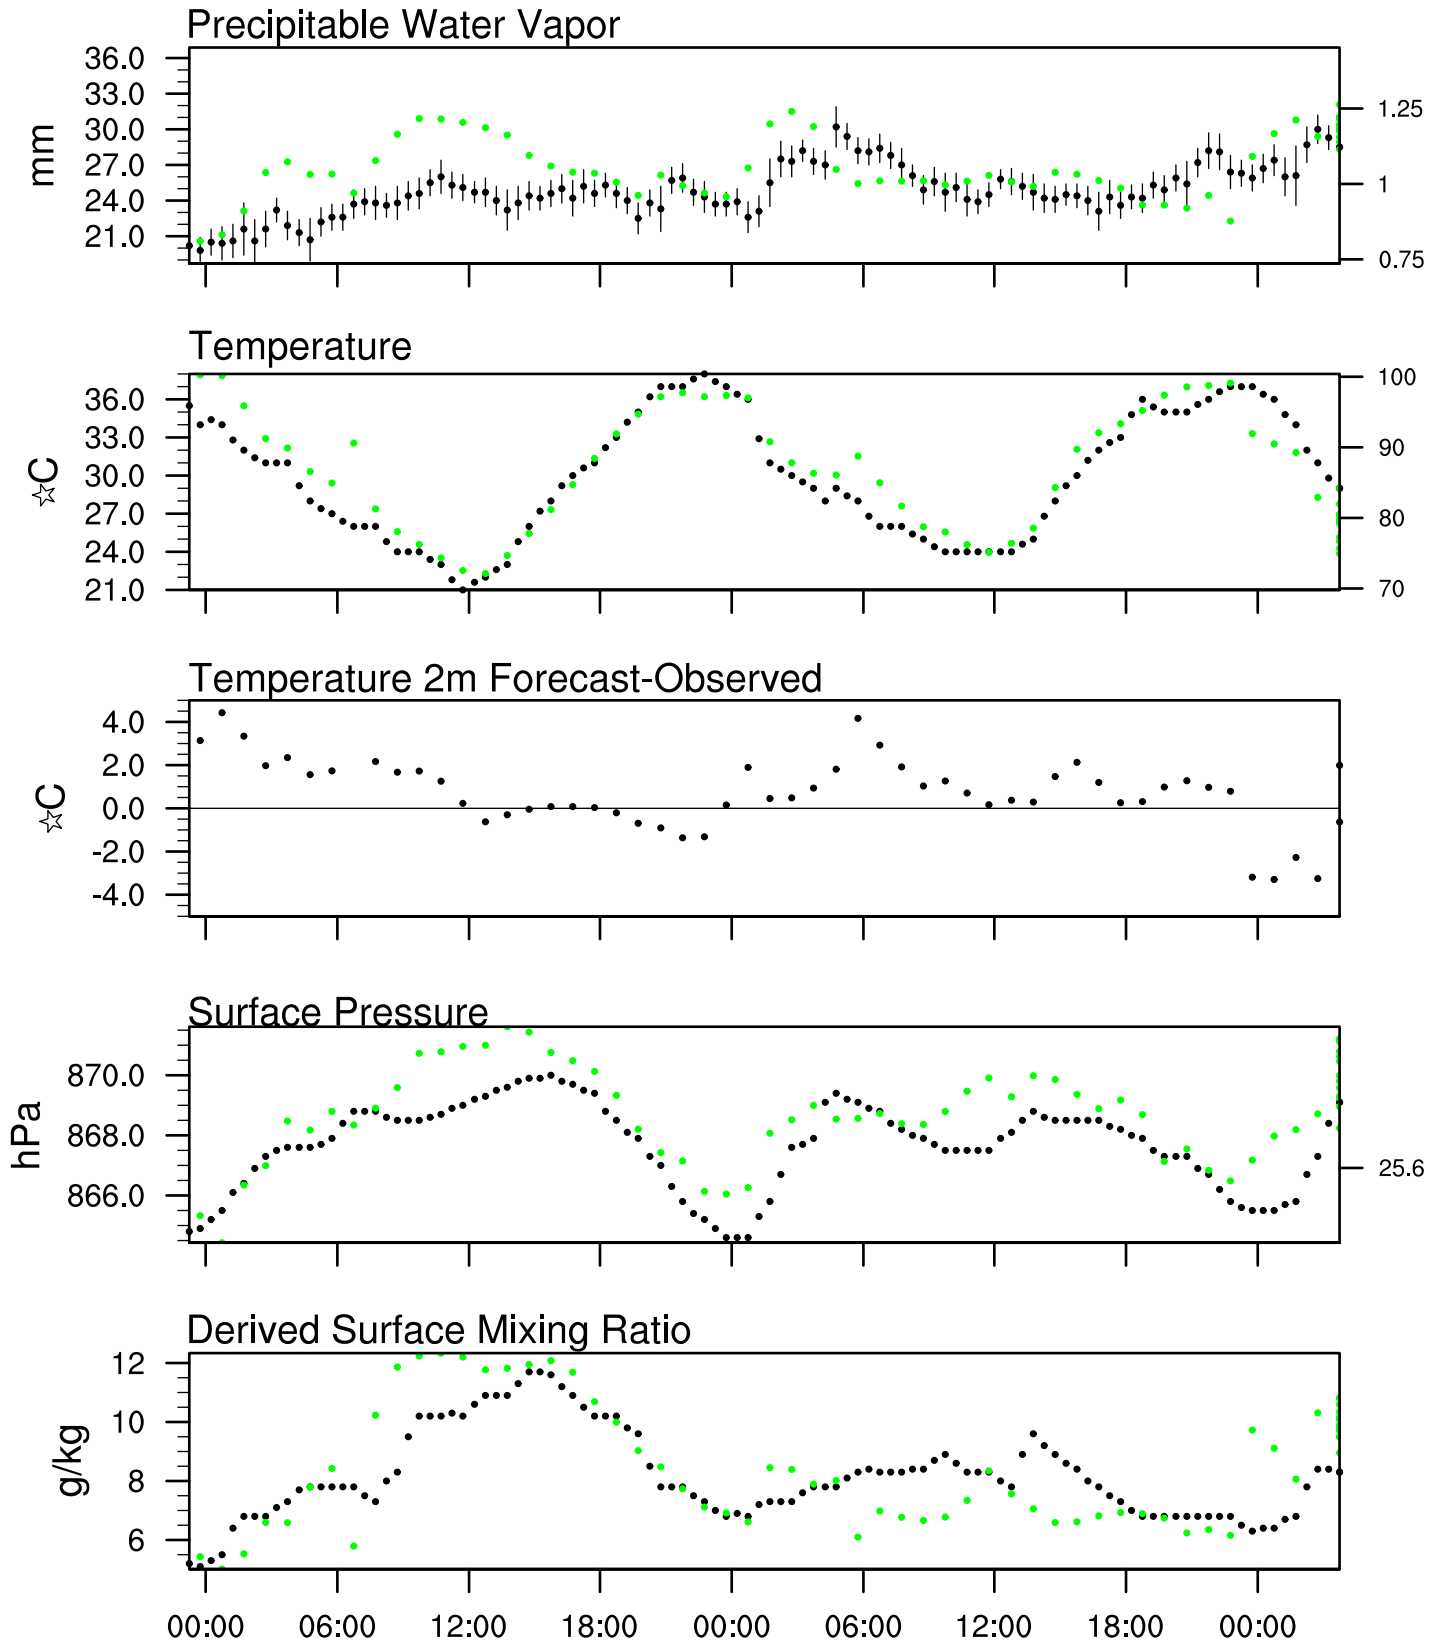 Precipitable Water Vapor
36.0
33.0
30.0
27.0
24.0
21.0
mm
1.25
1
0.75
Temperature
36.0
33.0
30.0
27.0
24.0
21.0
☆C
100
90
80
70
Temperature 2m Forecast-Observed
4.0
2.0
0.0
-2.0
-4.0
☆C
Surface Pressure
870.0
868.0
866.0
hPa
25.6
Derived Surface Mixing Ratio
12
10
8
6
g/kg
00:00 06:00 12:00 18:00 00:00 06:00 12:00 18:00 00:00